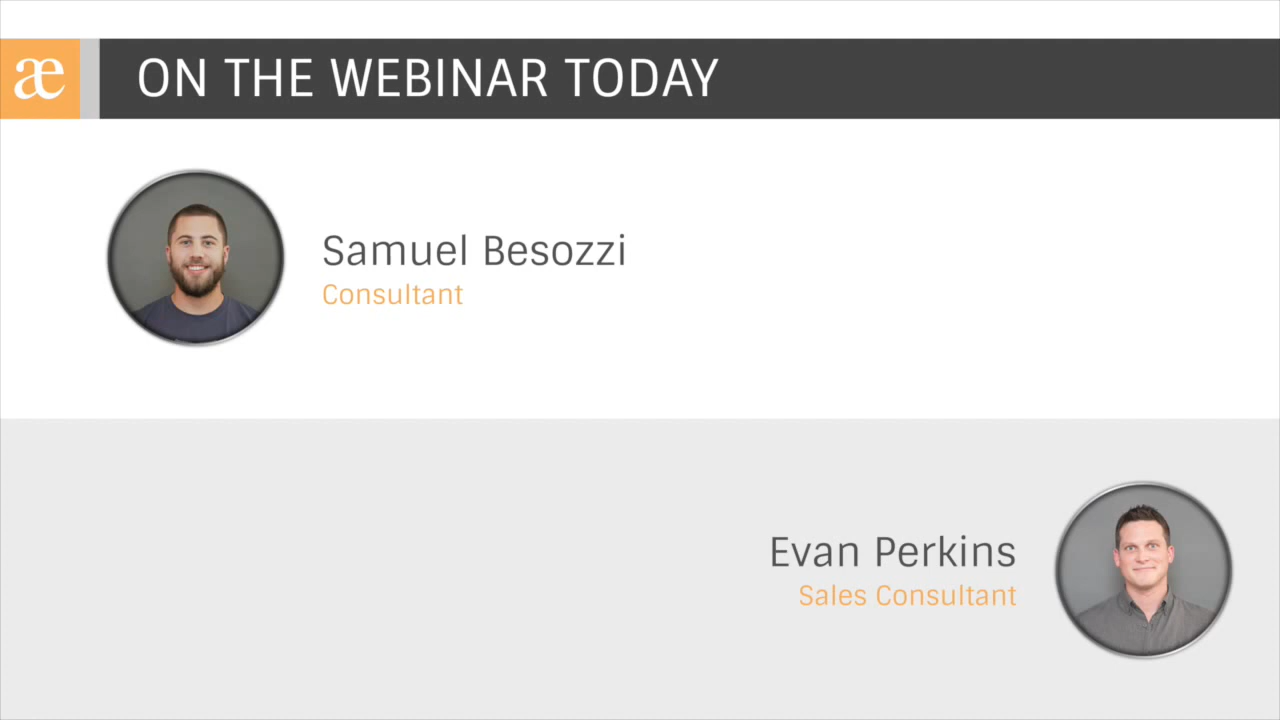 æ
ON THE WEBINAR TODAY
Samuel Besozzi
Consultant
Evan Perkins
Sales Consultant